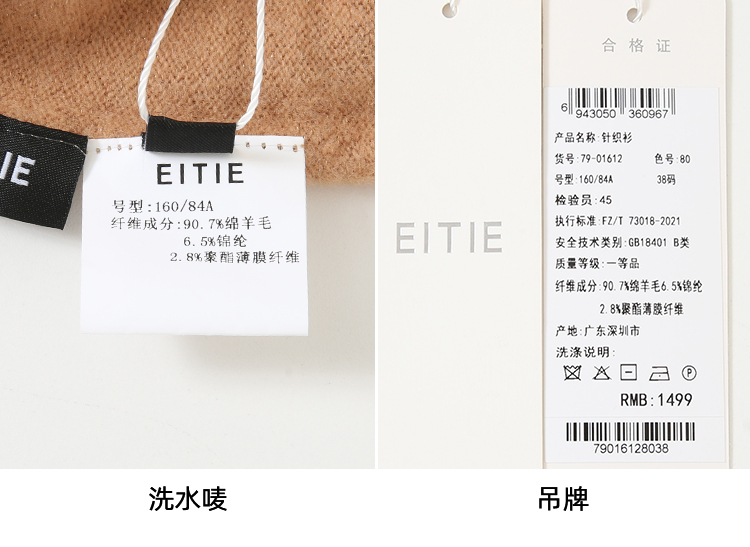 IE
EITIE
号型:160/84A
纤维成分:90.7%绵羊毛
6.5%锦纶
2.8%聚酯薄膜纤维
EITIE
合格证
6 943050 360967
产品名称:针织衫
货号:79-01612 色号:80
号型:160/84A 38码
检验员:45
执行标准:FZ/T 73018-2021
安全技术类别:GB18401 B类
质量等级:一等品
纤维成分:90.7%绵羊毛6.5%锦纶
2.8%聚酯薄膜纤维
产地:广东深圳市
洗涤说明:
P
RMB:1499
79016128038
洗水唛
吊牌